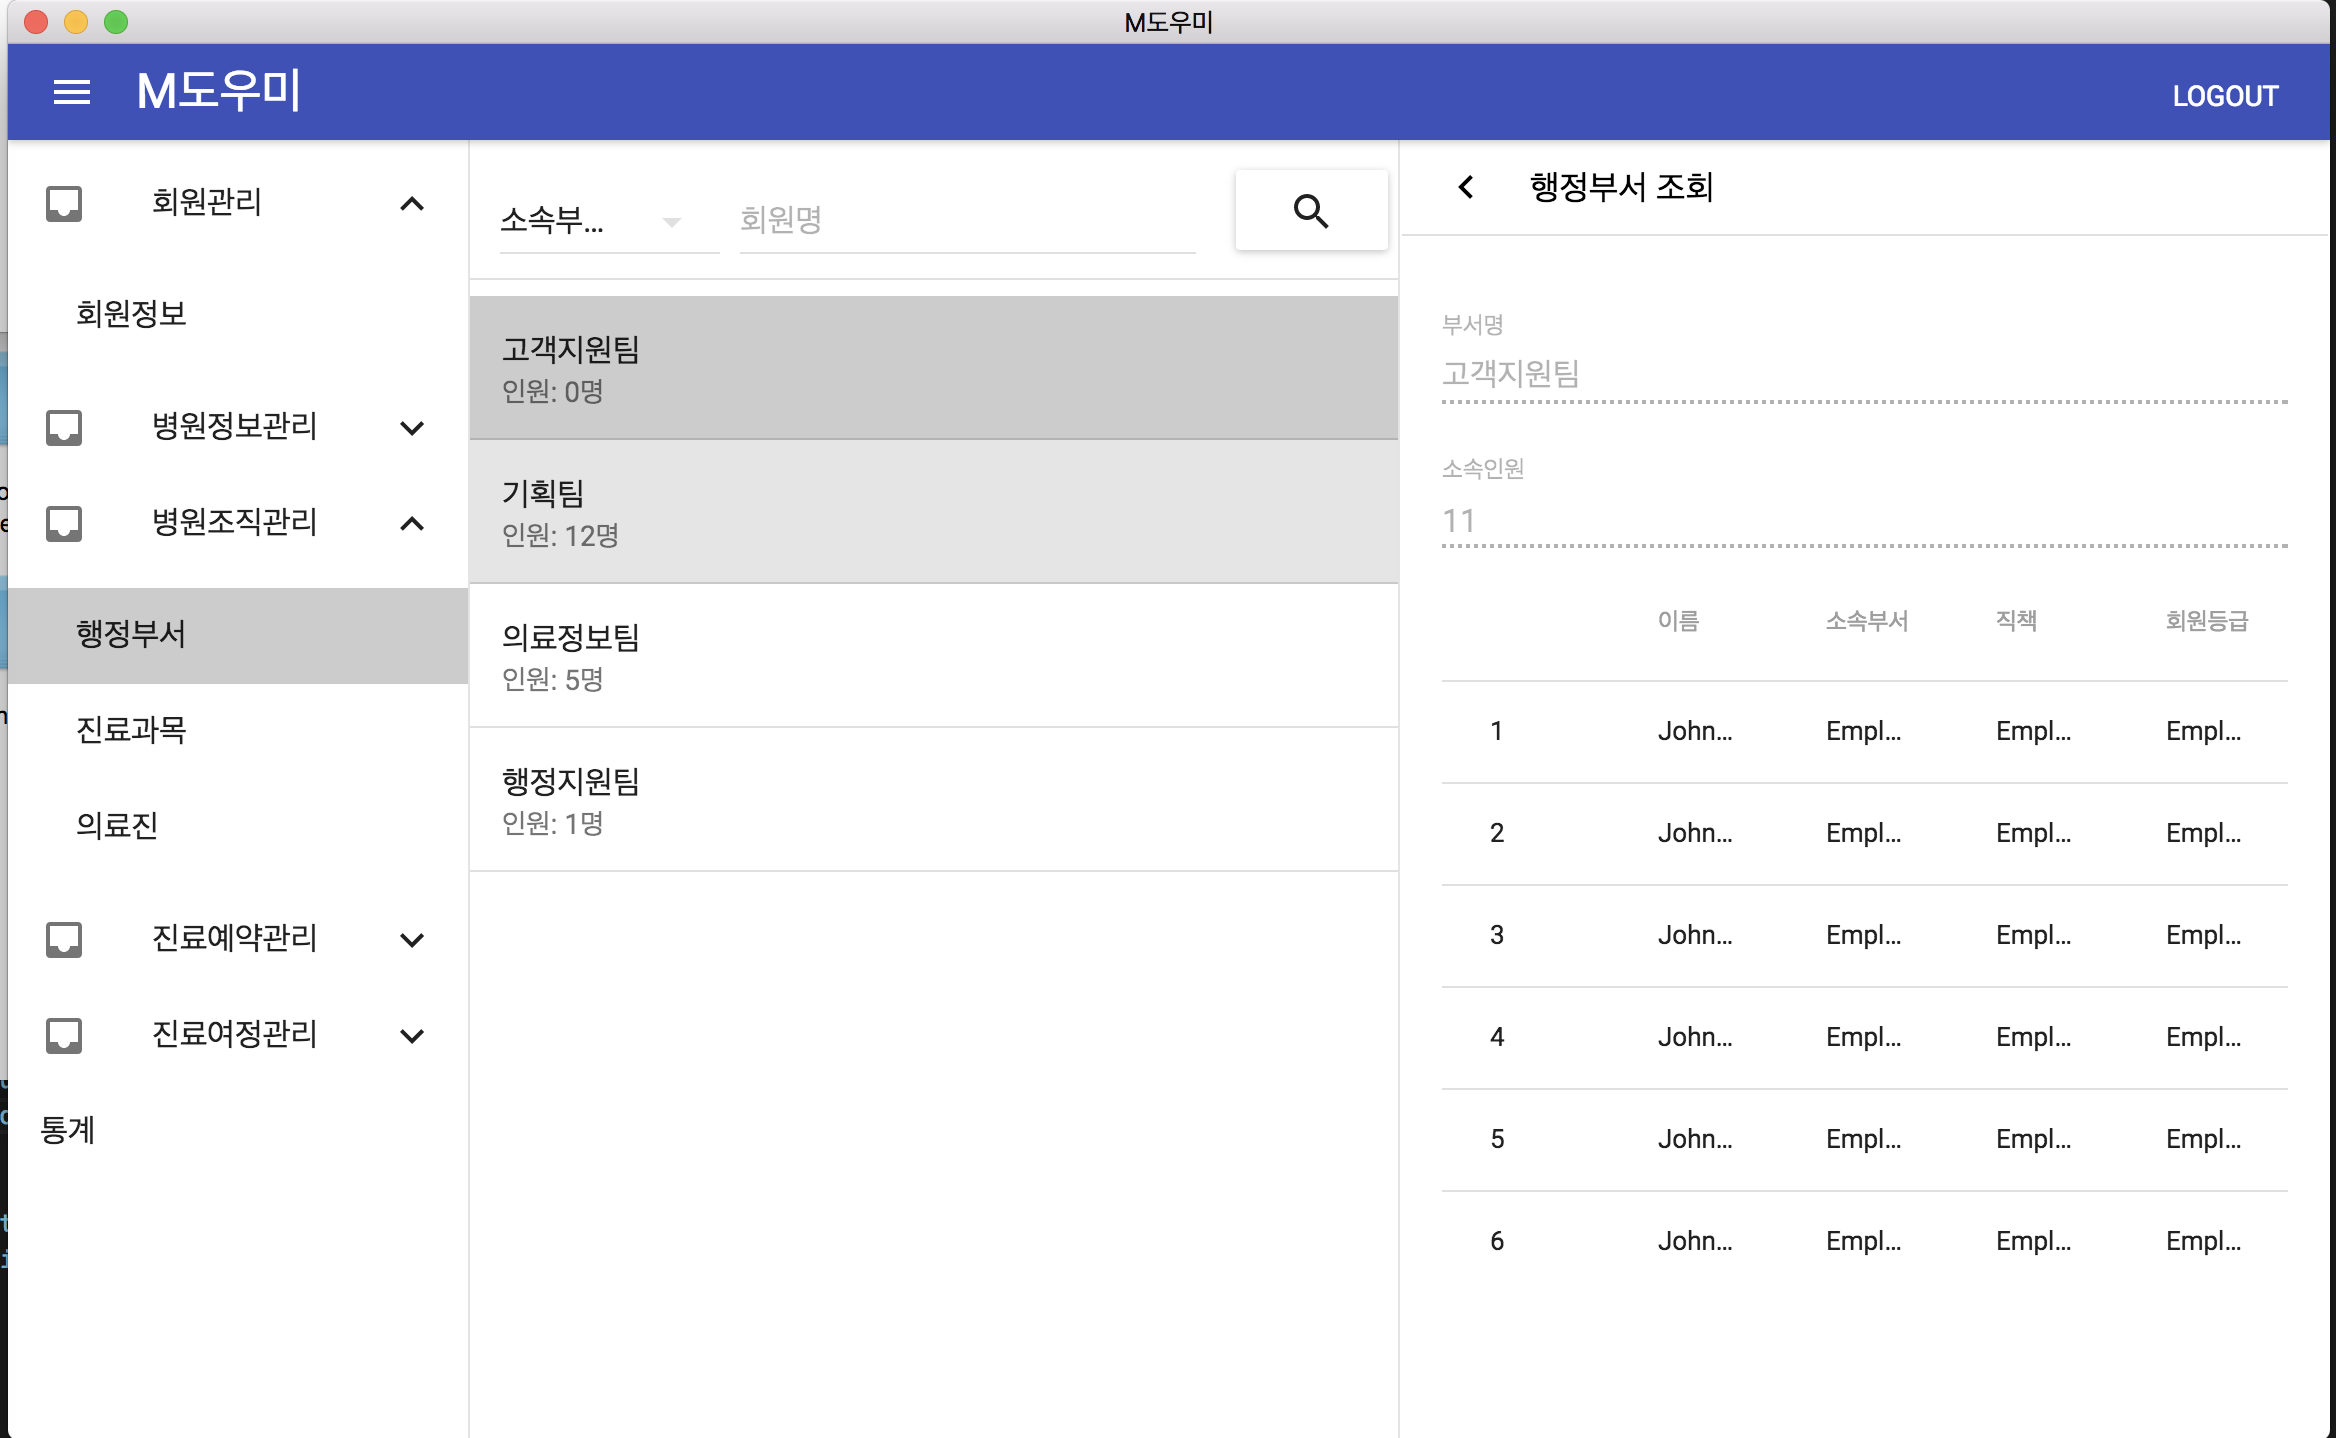 M도우미
M도우미
LOGOUT
회원관리
회원정보
병원정보관리
병원조직관리
행정부서
진료과목
의료진
진료예약관리
진료여정관리
통계
소속부... 회원명
고객지원팀
인원: 0명
기획팀
인원: 12명
의료정보팀
인원: 5명
행정지원팀
인원: 1명
행정부서 조회
부서명
고객지원팀
소속인원
11
이름 소속부서 직책 회원등급
1 John... Empl... Empl... Empl...
2 John... Empl... Empl... Empl...
3 John... Empl... Empl... Empl...
4 John... Empl... Empl... Empl...
5 John... Empl... Empl... Empl...
6 John... Empl... Empl... Empl...